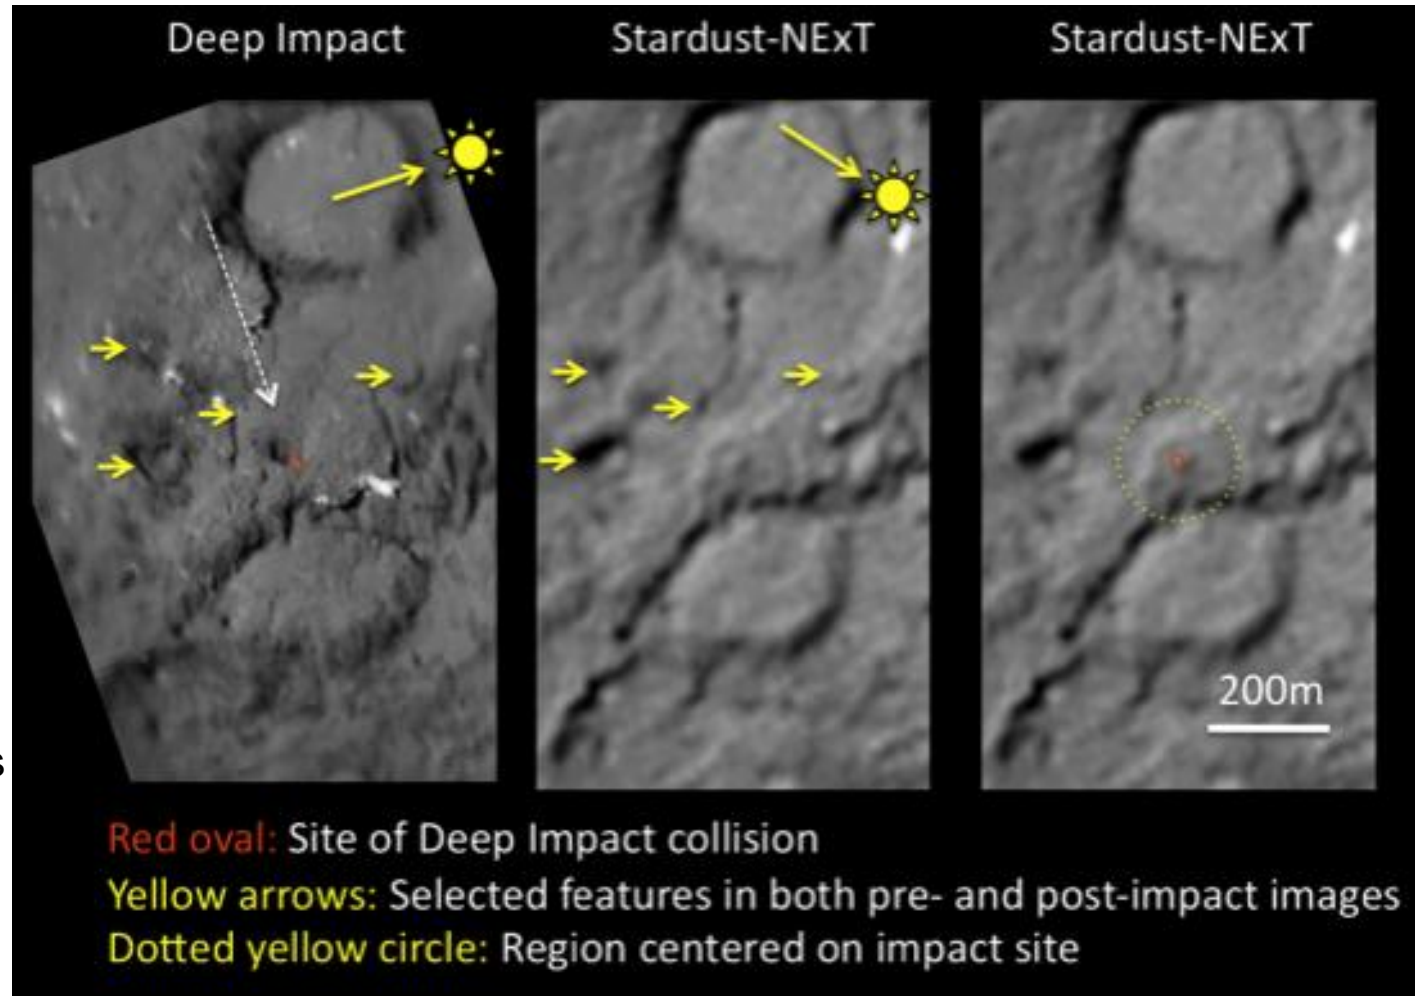 Deep Impact
Stardust-NExT
Stardust-NExT
200m
s
Red oval: Site of Deep Impact collision
Yellow arrows: Selected features in both pre- and post-impact images
Dotted yellow circle: Region centered on impact site